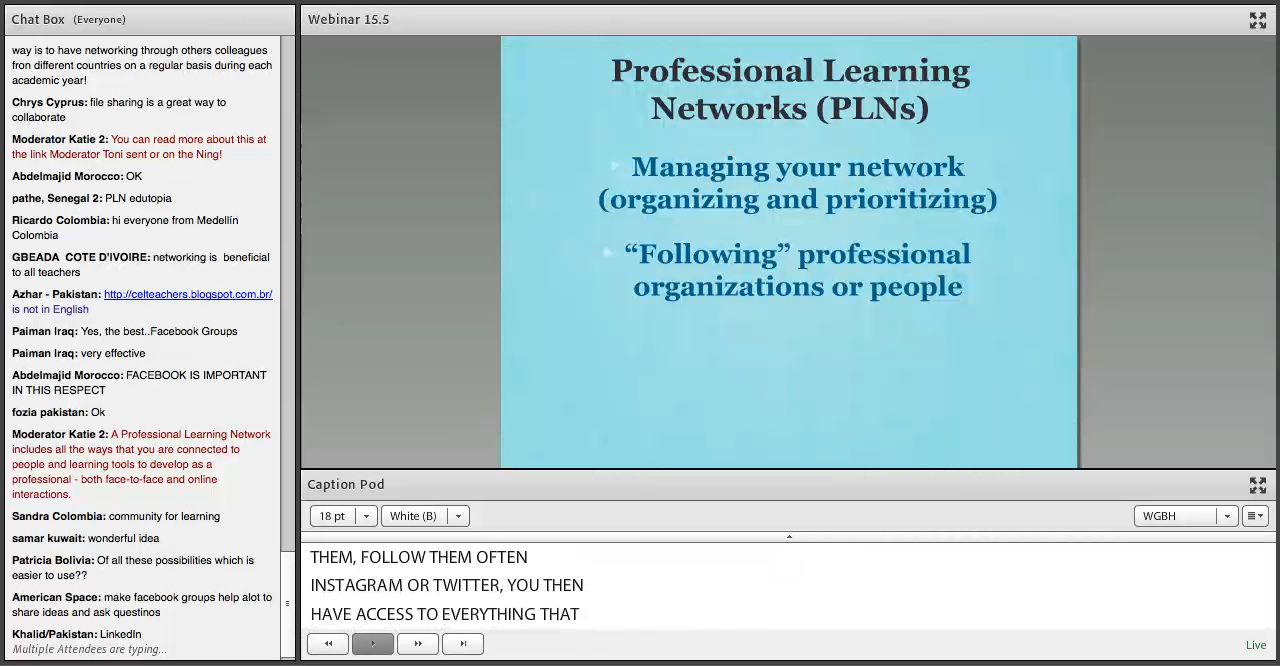 Chat Box (Everyone)
way is to have networking through others colleagues
fron different countries on a regular basis during each
academic year!
Chrys Cyprus: file sharing is a great way to
collaborate
Moderator Katie 2: You can read more about this at
the link Moderator Toni sent or on the Ning!
Abdelmajid Morocco: OK
pathe, Senegal 2: PLN edutopia
Ricardo Colombia: hi everyone from Medellín
Colombia
GBEADA COTE D'IVOIRE: networking is beneficial
to all teachers
Azhar - Pakistan: http://celteachers.blogspot.com.br/
is not in English
Paiman Iraq: Yes, the best..Facebook Groups
Paiman Iraq: very effective
Abdelmajid Morocco: FACEBOOK IS IMPORTANT
IN THIS RESPECT
fozia pakistan: Ok
Moderator Katie 2: A Professional Learning Network
includes all the ways that you are connected to
people and learning tools to develop as a
professional - both face-to-face and online
interactions.
Sandra Colombia: community for learning
samar kuwait: wonderful idea
Patricia Bolivia: Of all these possibilities which is
easier to use??
American Space: make facebook groups help alot to
share ideas and ask questinos
Khalid/Pakistan: LinkedIn
Multiple Attendees are typing...
Webinar 15.5
Professional Learning
Networks (PLNs)
Managing your network
(organizing and prioritizing)
“Following” professional
organizations or people
Caption Pod
18 pt
White (B)
WGBH
THEM, FOLLOW THEM OFTEN
INSTAGRAM OR TWITTER, YOU THEN
HAVE ACCESS TO EVERYTHING THAT
Live